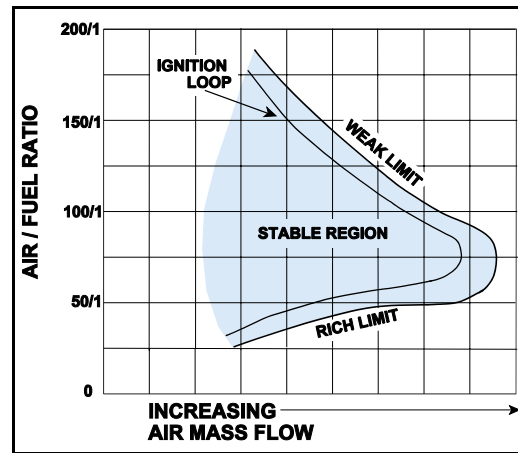 200/1
IGNITION
LOOP
150/1
WEAK LIMIT
AIR / FUEL RATIO
100/1
STABLE REGION
50/1
RICH LIMIT
0
INCREASING
AIR MASS FLOW